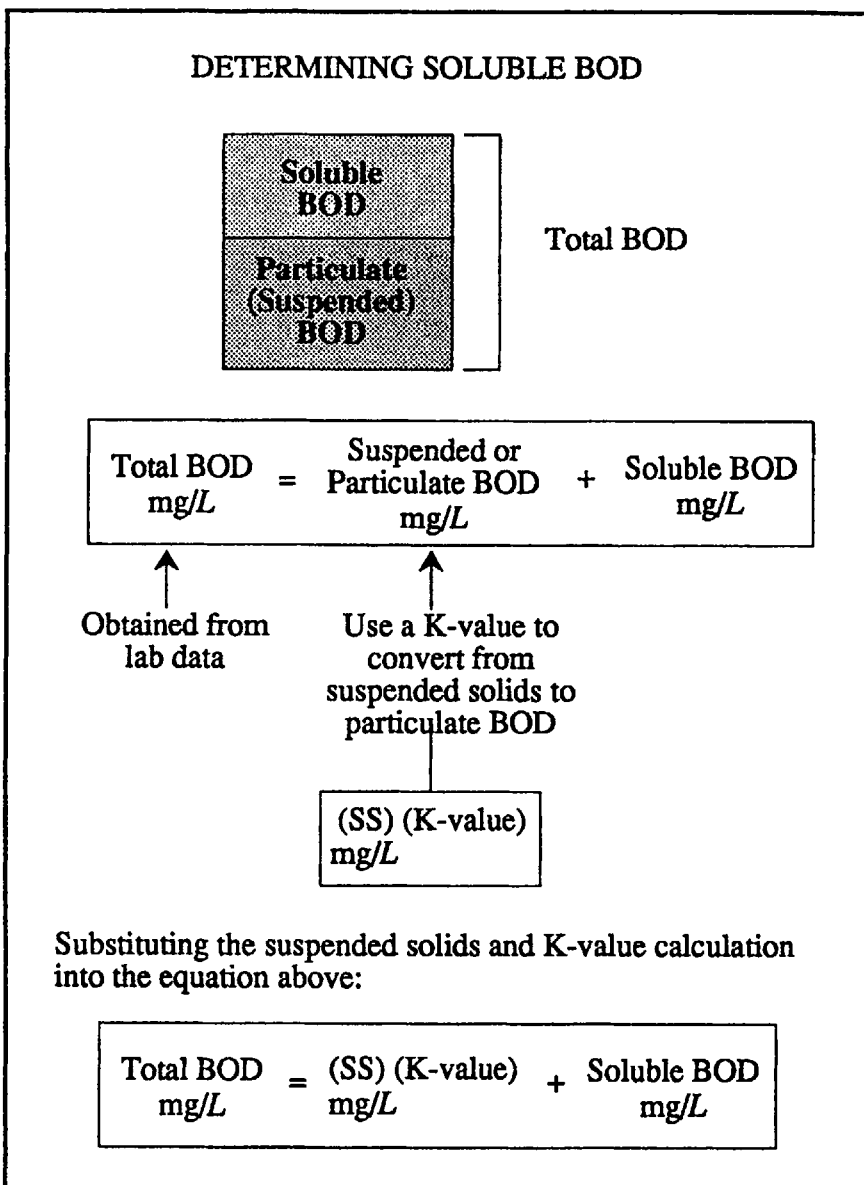 DETERMINING SOLUBLE BOD
Soluble
BOD
Particulate
(Suspended)
BOD
Total BOD
Total BOD
mg/L
=
Suspended or
Particulate BOD
mg/L
+
Soluble BOD
mg/L
Obtained from
lab data
Use a K-value to
convert from
suspended solids to
particulate BOD
(SS) (K-value)
mg/L
Substituting the suspended solids and K-value calculation
into the equation above:
Total BOD
mg/L
=
(SS) (K-value)
mg/L
+
Soluble BOD
mg/L